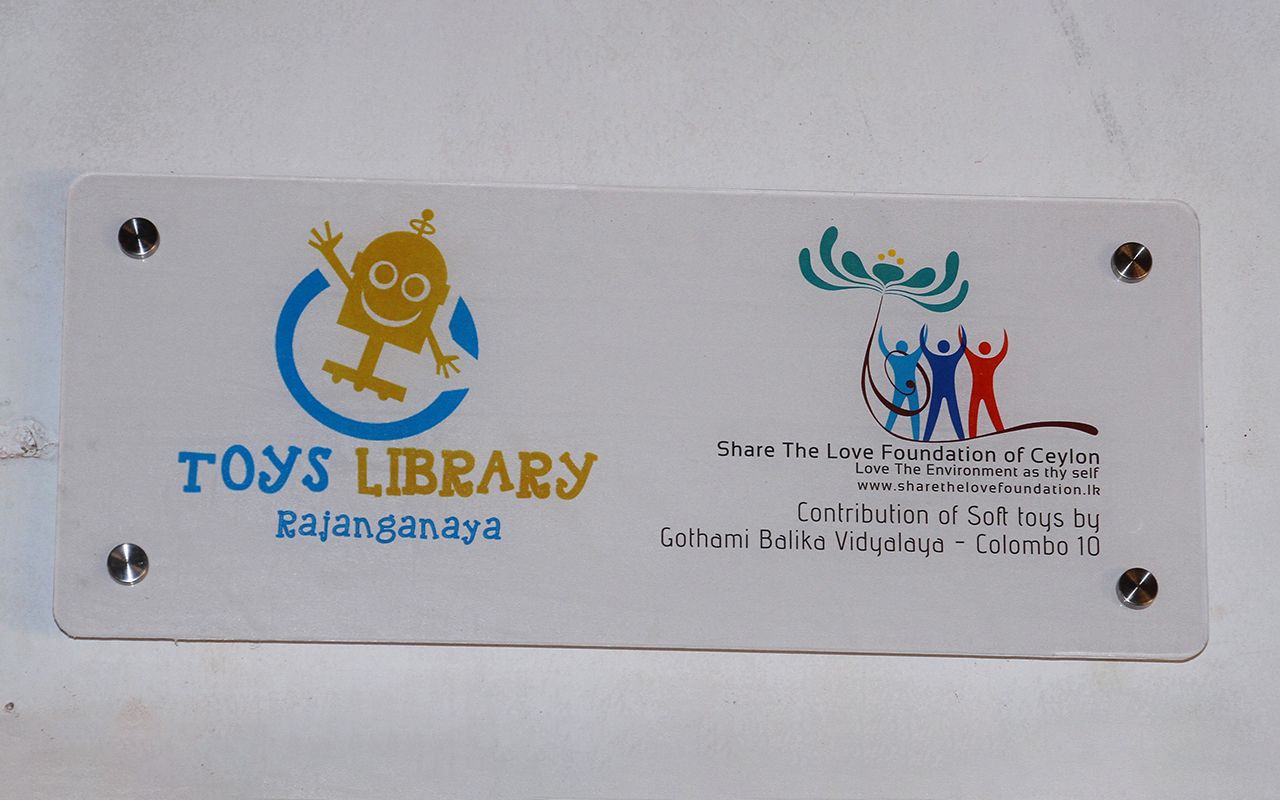 TOYS LIBRARY
Rajanganaya
Share The Love Foundation of Ceylon
Love The Environment as thy self
www.sharethelovefoundation.lk
Contribution of Soft toys by
Gothami Balika Vidyalaya - Colombo 10